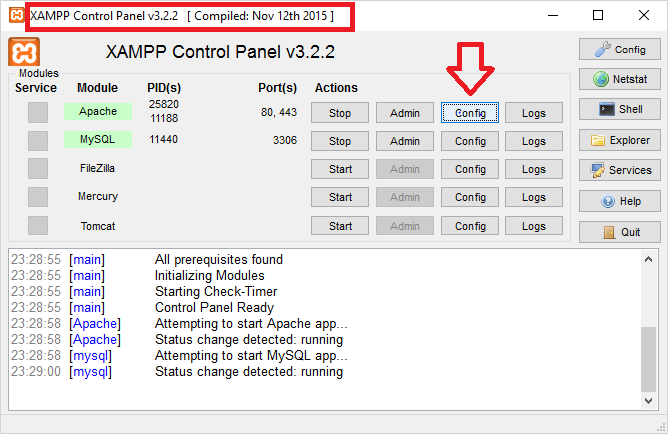 XAMPP Control Panel v3.2.2 [ Compiled: Nov 12th 2015 ]
XAMPP Control Panel v3.2.2
Config
Modules
Service Module PID(s) Port(s) Actions
Netstat
Apache 25820 11188 80, 443 Stop Admin Config Logs
Shell
MySQL 11440 3306 Stop Admin Config Logs
Explorer
FileZilla Start Admin Config Logs
Services
Mercury Start Admin Config Logs
Help
Tomcat Start Admin Config Logs
Quit
23:28:55 [main] All prerequisites found
23:28:55 [main] Initializing Modules
23:28:55 [main] Starting Check-Timer
23:28:55 [main] Control Panel Ready
23:28:58 [Apache] Attempting to start Apache app...
23:28:58 [Apache] Status change detected: running
23:28:58 [mysql] Attempting to start MySQL app...
23:29:00 [mysql] Status change detected: running